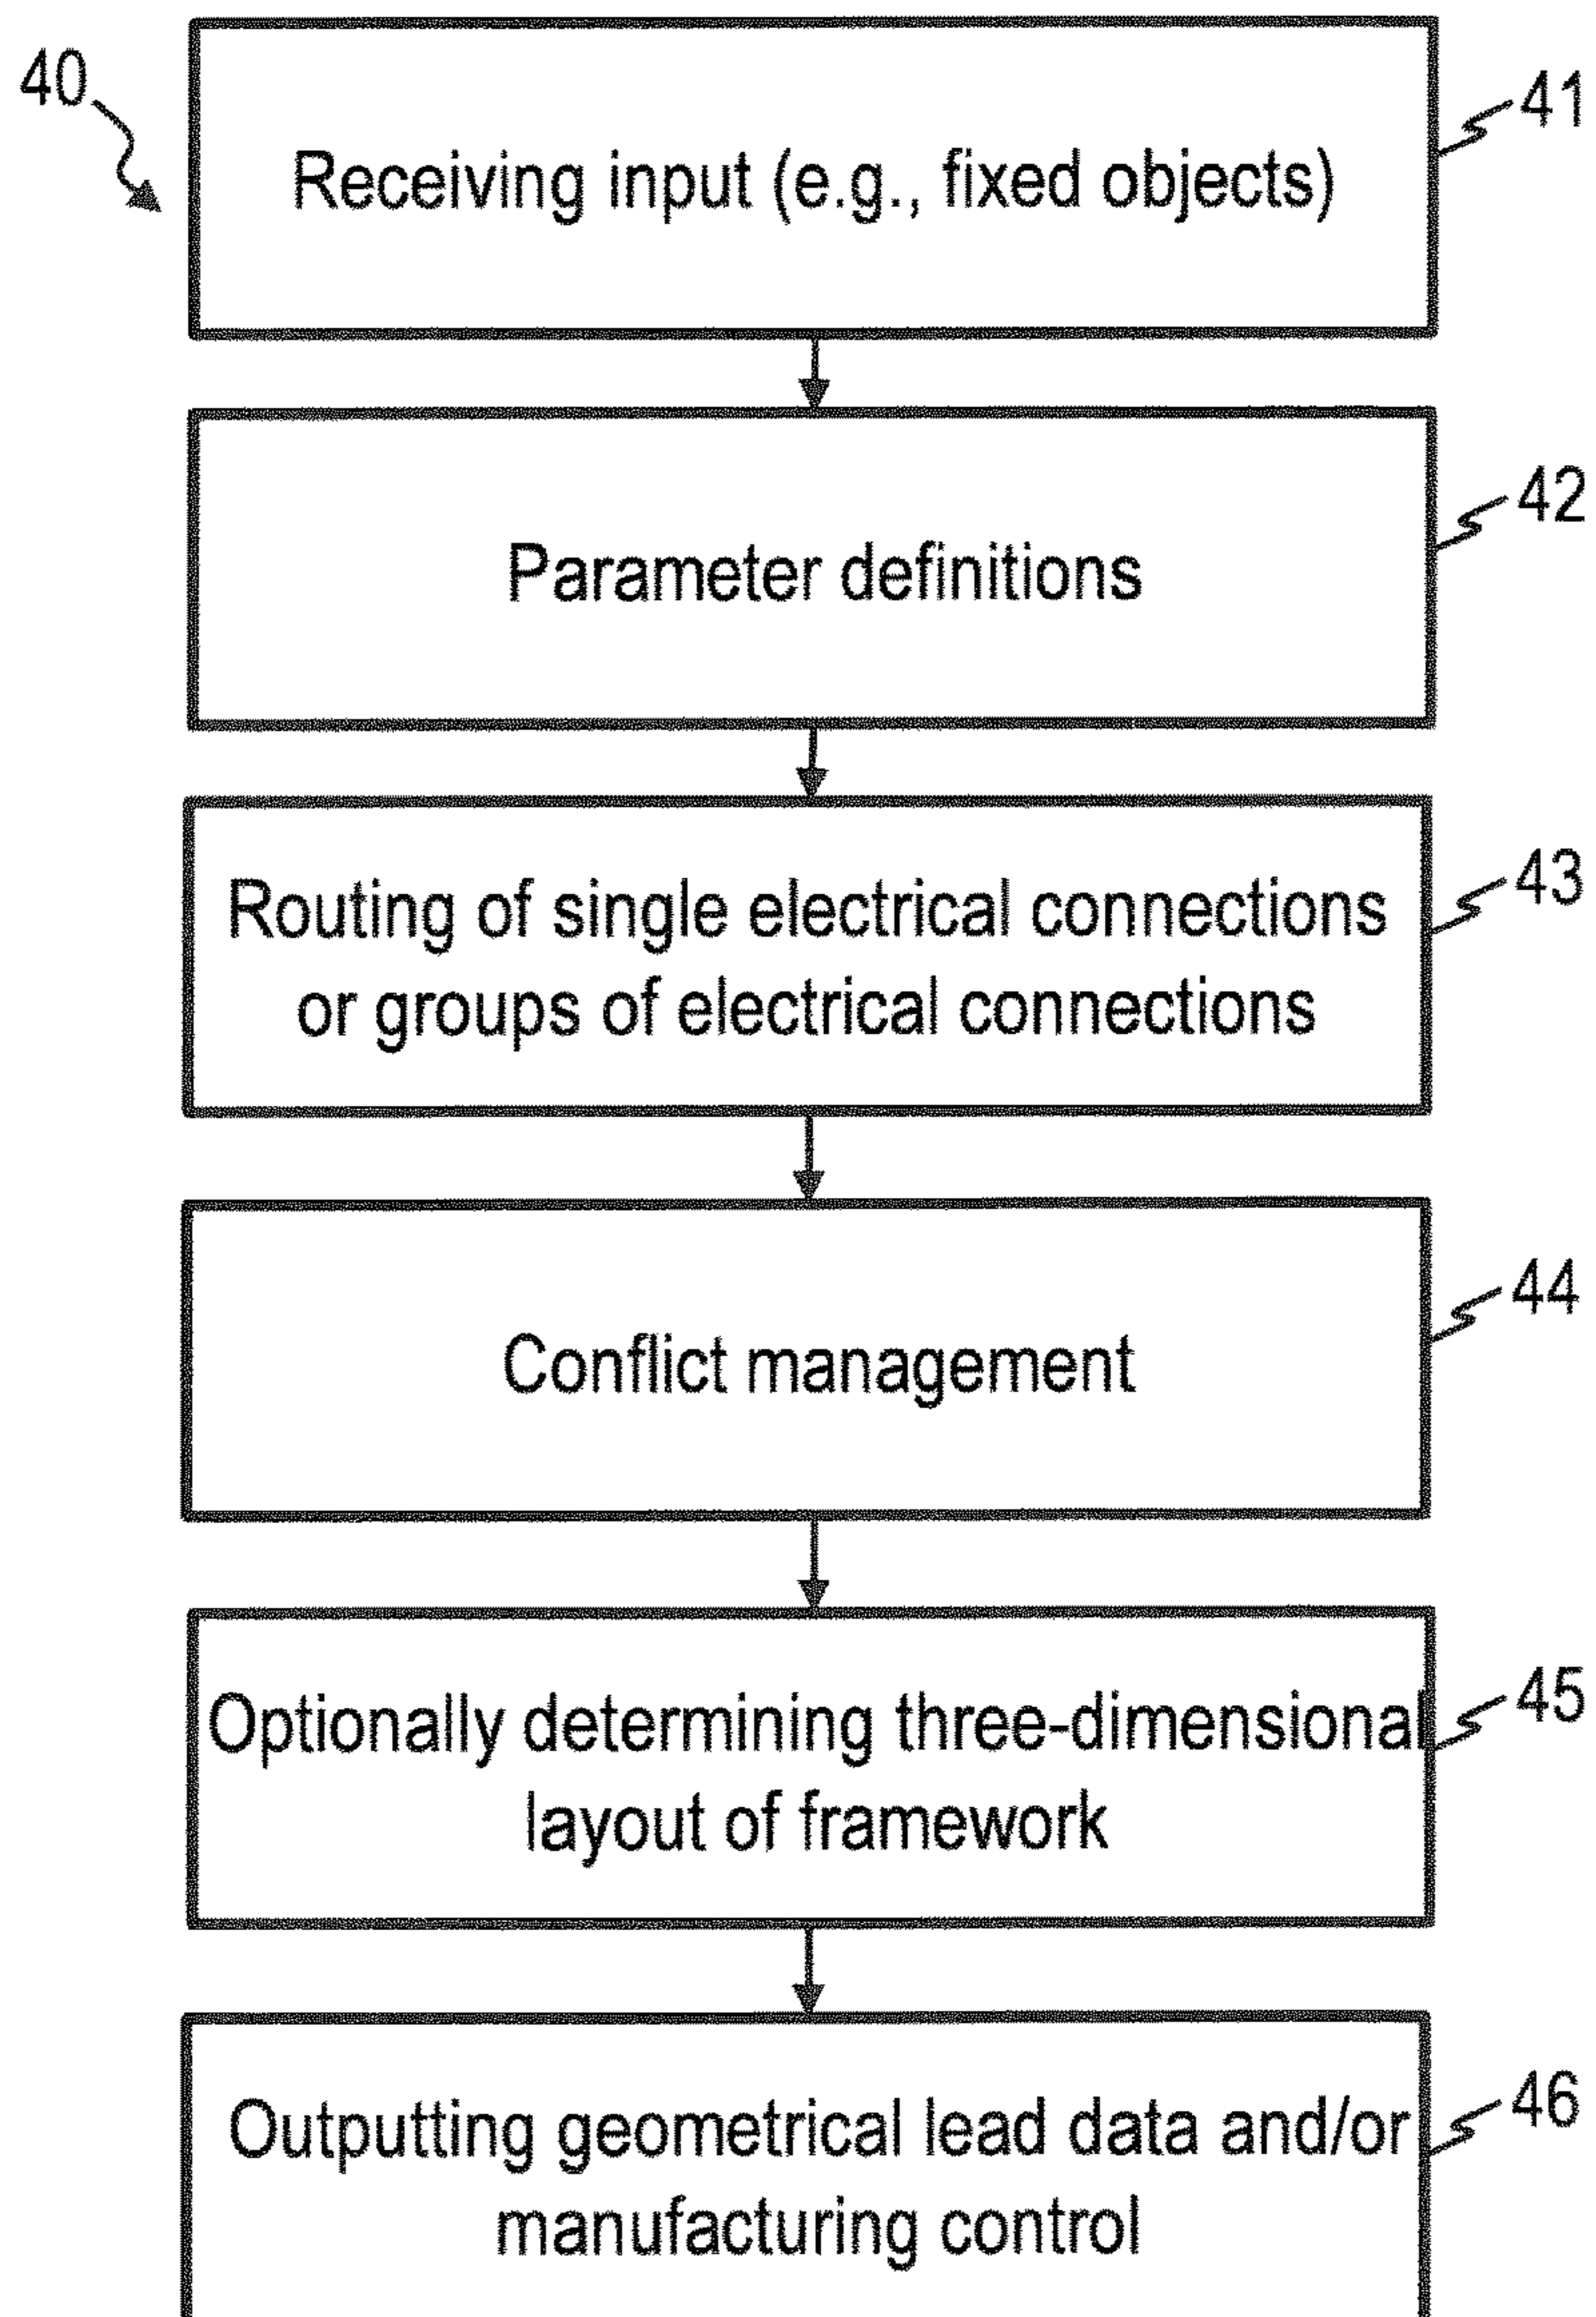 40
41
Receiving input (e.g., fixed objects)
42
Parameter definitions
43
Routing of single electrical connections
or groups of electrical connections
44
Conflict management
45
Optionally determining three-dimensional
layout of framework
46
Outputting geometrical lead data and/or
manufacturing control